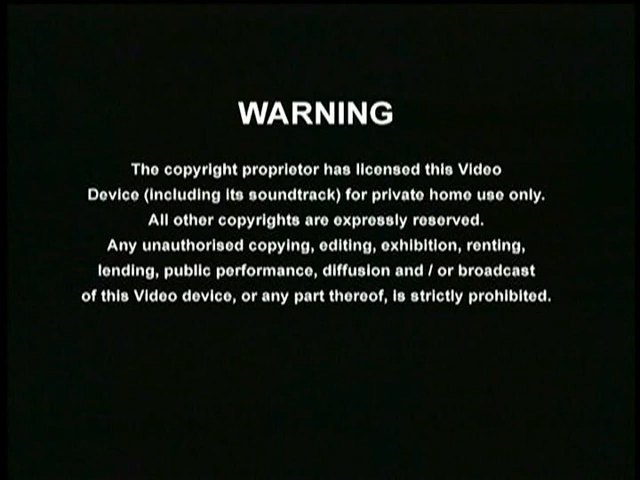 WARNING
The copyright proprietor has licensed this Video
Device (including its soundtrack) for private home use only.
All other copyrights are expressly reserved.
Any unauthorised copying, editing, exhibition, renting,
lending, public performance, diffusion and / or broadcast
of this Video device, or any part thereof, is strictly prohibited.